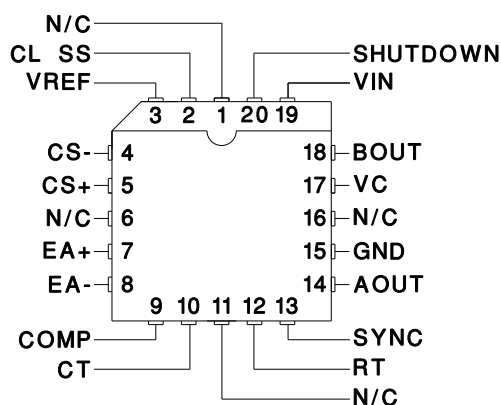 N/C
CL SS
SHUTDOWN
VREF
VIN
3 2 1 20 19
CS- 4
18 BOUT
CS+ 5
17 VC
N/C 6
16 N/C
EA+ 7
15 GND
EA- 8
14 AOUT
9 10 11 12 13
COMP
SYNC
CT
RT
N/C